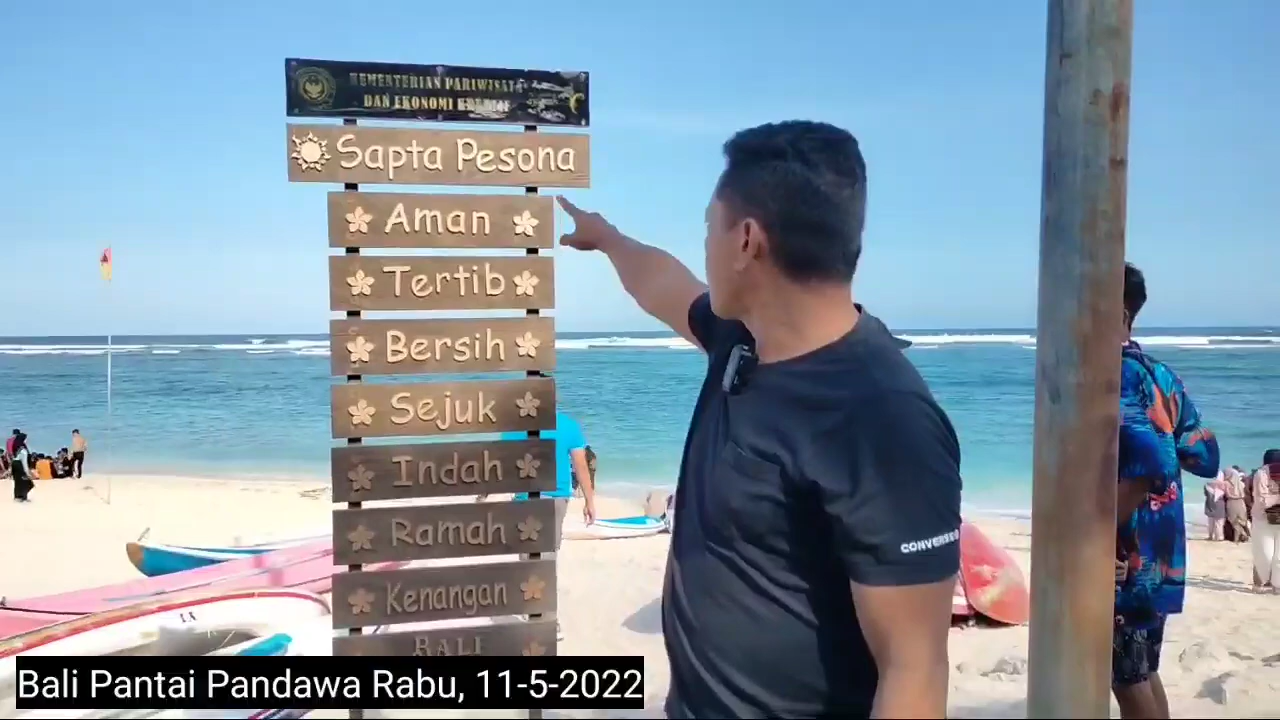 KEMENTERIAN PARIWISATA
DAN EKONOMI KREATIF
Sapta Pesona
Aman
Tertib
Bersih
Sejuk
Indah
Ramah
Kenangan
BALI
CONVERSE
Bali Pantai Pandawa Rabu, 11-5-2022